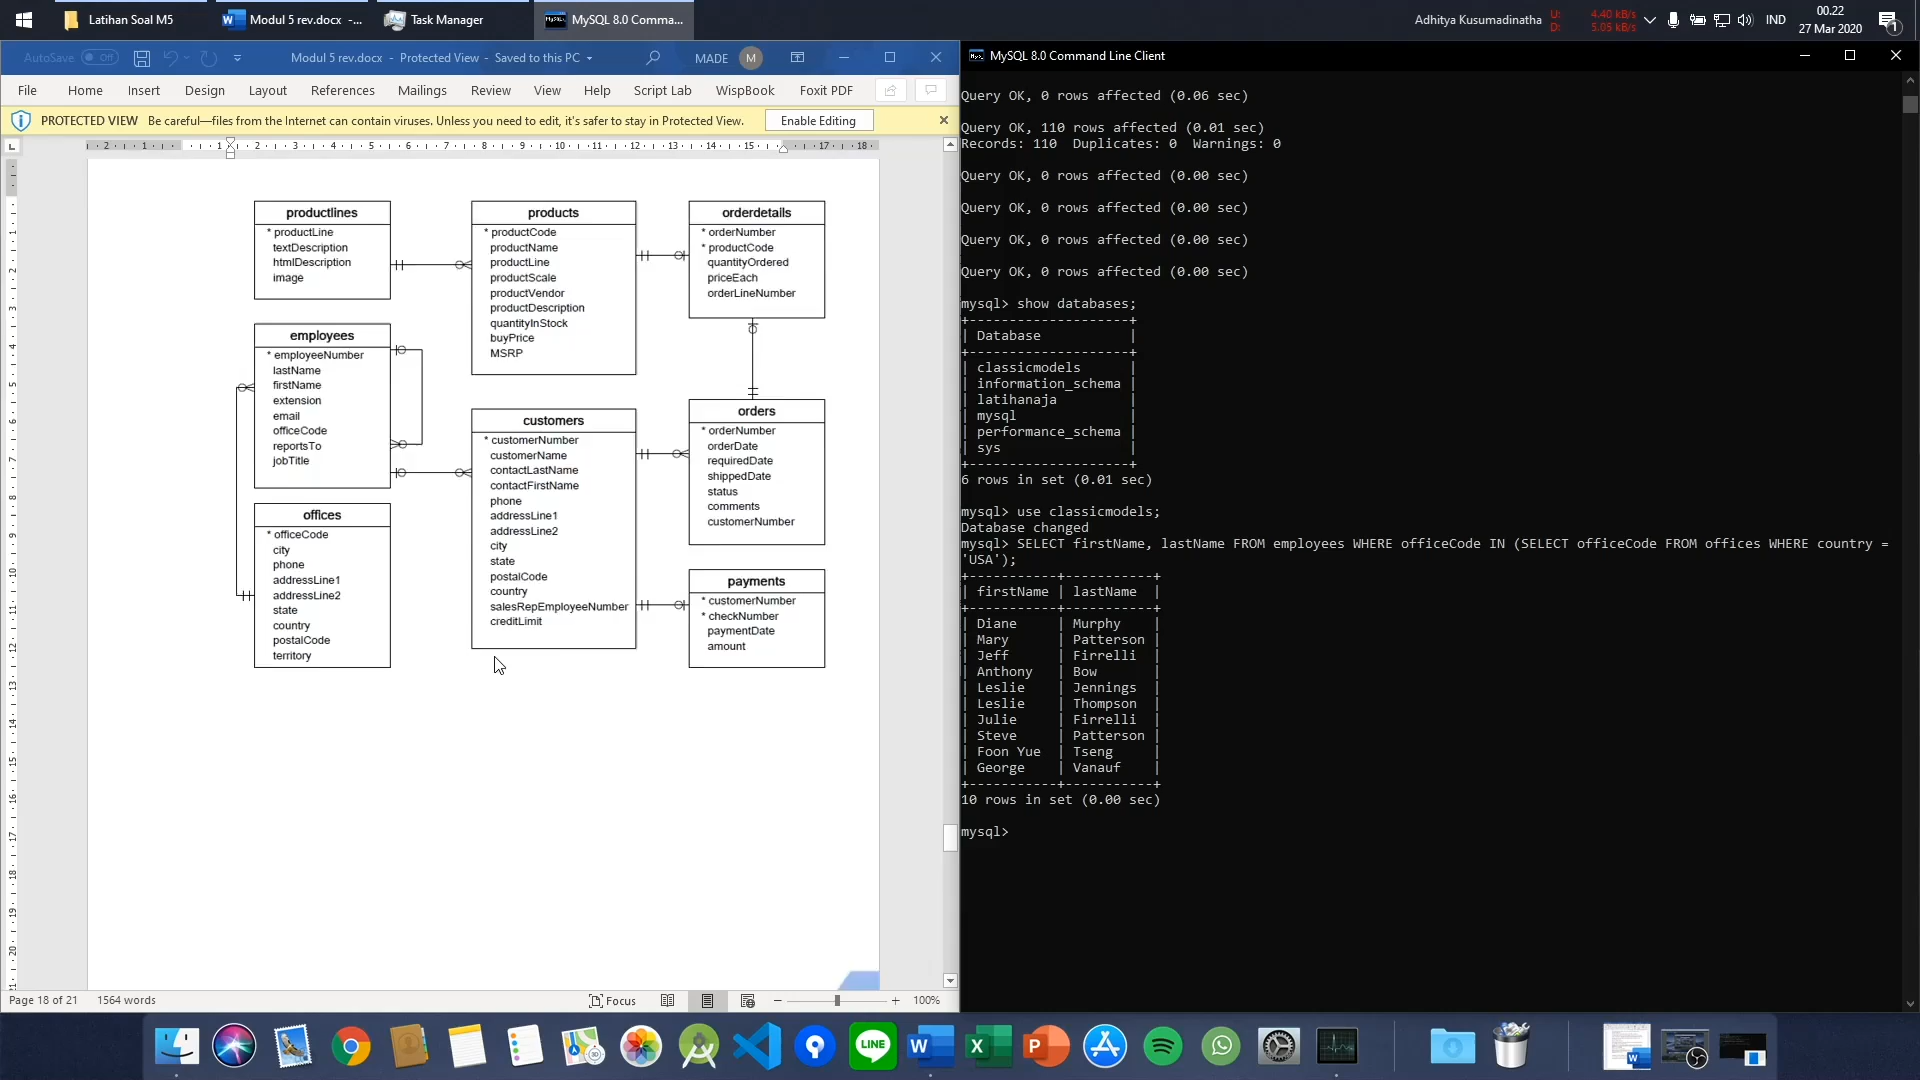 Latihan Soal M5
Modul 5 rev.docx -...
Task Manager
MySQL 8.0 Comma...
Adhitya Kusumadinatha
U: 4.40 kB/s
D: 5.05 kB/s
IND
00.22
27 Mar 2020
1
AutoSave
Off
Modul 5 rev.docx - Protected View - Saved to this PC
MADE
M
File Home Insert Design Layout References Mailings Review View Help Script Lab WispBook Foxit PDF
PROTECTED VIEW Be careful—files from the Internet can contain viruses. Unless you need to edit, it's safer to stay in Protected View.
Enable Editing
productlines
* productLine
textDescription
htmlDescription
image
products
* productCode
productName
productLine
productScale
productVendor
productDescription
quantityInStock
buyPrice
MSRP
orderdetails
* orderNumber
* productCode
quantityOrdered
priceEach
orderLineNumber
employees
* employeeNumber
lastName
firstName
extension
email
officeCode
reportsTo
jobTitle
customers
* customerNumber
customerName
contactLastName
contactFirstName
phone
addressLine1
addressLine2
city
state
postalCode
country
salesRepEmployeeNumber
creditLimit
orders
* orderNumber
orderDate
requiredDate
shippedDate
status
comments
customerNumber
offices
* officeCode
city
phone
addressLine1
addressLine2
state
country
postalCode
territory
payments
* customerNumber
* checkNumber
paymentDate
amount
Page 18 of 21
1564 words
Focus
100%
MySQL 8.0 Command Line Client
Query OK, 0 rows affected (0.06 sec)
Query OK, 110 rows affected (0.01 sec)
Records: 110  Duplicates: 0  Warnings: 0
Query OK, 0 rows affected (0.00 sec)
Query OK, 0 rows affected (0.00 sec)
Query OK, 0 rows affected (0.00 sec)
Query OK, 0 rows affected (0.00 sec)
mysql> show databases;
+--------------------+
| Database           |
+--------------------+
| classicmodels      |
| information_schema |
| latihanaja         |
| mysql              |
| performance_schema |
| sys                |
+--------------------+
6 rows in set (0.01 sec)
mysql> use classicmodels;
Database changed
mysql> SELECT firstName, lastName FROM employees WHERE officeCode IN (SELECT officeCode FROM offices WHERE country =
'USA');
+-----------+-----------+
| firstName | lastName  |
+-----------+-----------+
| Diane     | Murphy    |
| Mary      | Patterson |
| Jeff      | Firrelli  |
| Anthony   | Bow       |
| Leslie    | Jennings  |
| Leslie    | Thompson  |
| Julie     | Firrelli  |
| Steve     | Patterson |
| Foon Yue  | Tseng     |
| George    | Vanauf    |
+-----------+-----------+
10 rows in set (0.00 sec)
mysql>
LINE